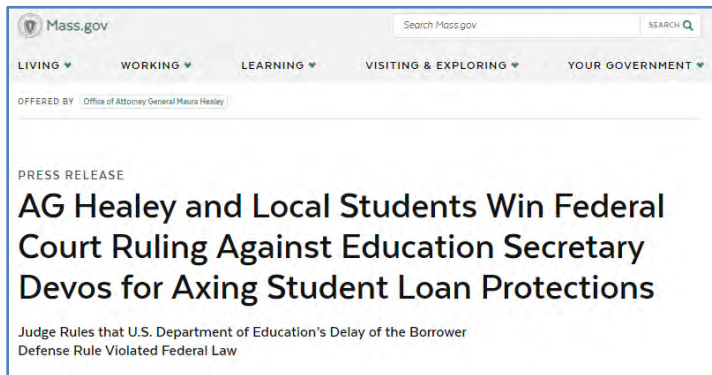 Mass.gov
Search Mass.gov SEARCH
LIVING WORKING LEARNING VISITING & EXPLORING YOUR GOVERNMENT
OFFERED BY Office of Attorney General Maura Healey
PRESS RELEASE
AG Healey and Local Students Win Federal
Court Ruling Against Education Secretary
Devos for Axing Student Loan Protections
Judge Rules that U.S. Department of Education's Delay of the Borrower
Defense Rule Violated Federal Law